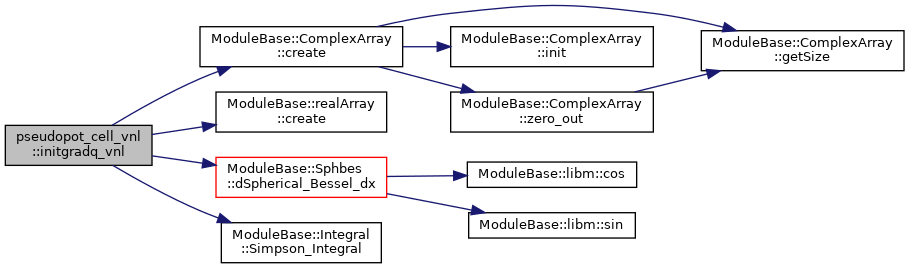 pseudopot_cell_vnl
::initgradq_vnl
ModuleBase::ComplexArray
::create
ModuleBase::realArray
::create
ModuleBase::Sphbes
::dSpherical_Bessel_dx
ModuleBase::Integral
::Simpson_Integral
ModuleBase::ComplexArray
::init
ModuleBase::ComplexArray
::zero_out
ModuleBase::libm::cos
ModuleBase::libm::sin
ModuleBase::ComplexArray
::getSize